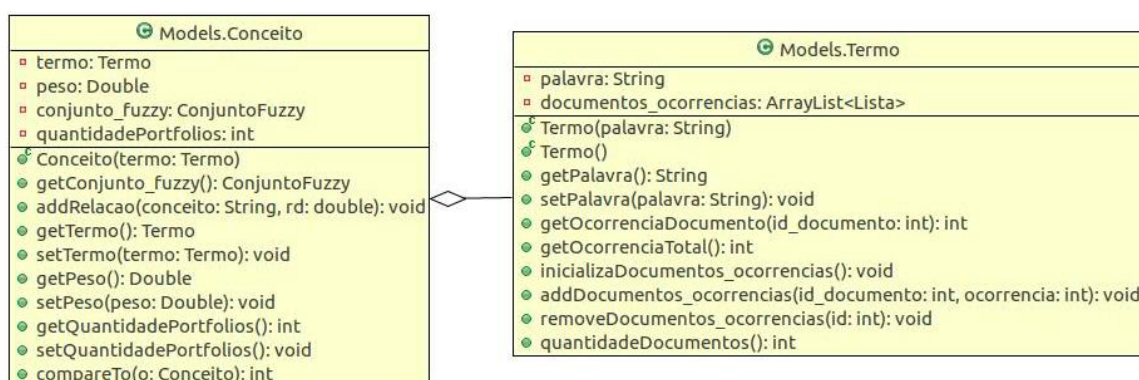 Models.Conceito
termo: Termo
peso: Double
conjunto_fuzzy: ConjuntoFuzzy
quantidadePortfolios: int
Conceito(termo: Termo)
getConjunto_fuzzy(): ConjuntoFuzzy
addRelacao(conceito: String, rd: double): void
getTermo(): Termo
setTermo(termo: Termo): void
getPeso(): Double
setPeso(peso: Double): void
getQuantidadePortfolios(): int
setQuantidadePortfolios(): void
compareTo(o: Conceito): int
Models.Termo
palavra: String
documentos_ocorrencias: ArrayList<Lista>
Termo(palavra: String)
Termo()
getPalavra(): String
setPalavra(palavra: String): void
getOcorrenciaDocumento(id_documento: int): int
getOcorrenciaTotal(): int
inicializaDocumentos_ocorrencias(): void
addDocumentos_ocorrencias(id_documento: int, ocorrencia: int): void
removeDocumentos_ocorrencias(id: int): void
quantidadeDocumentos(): int